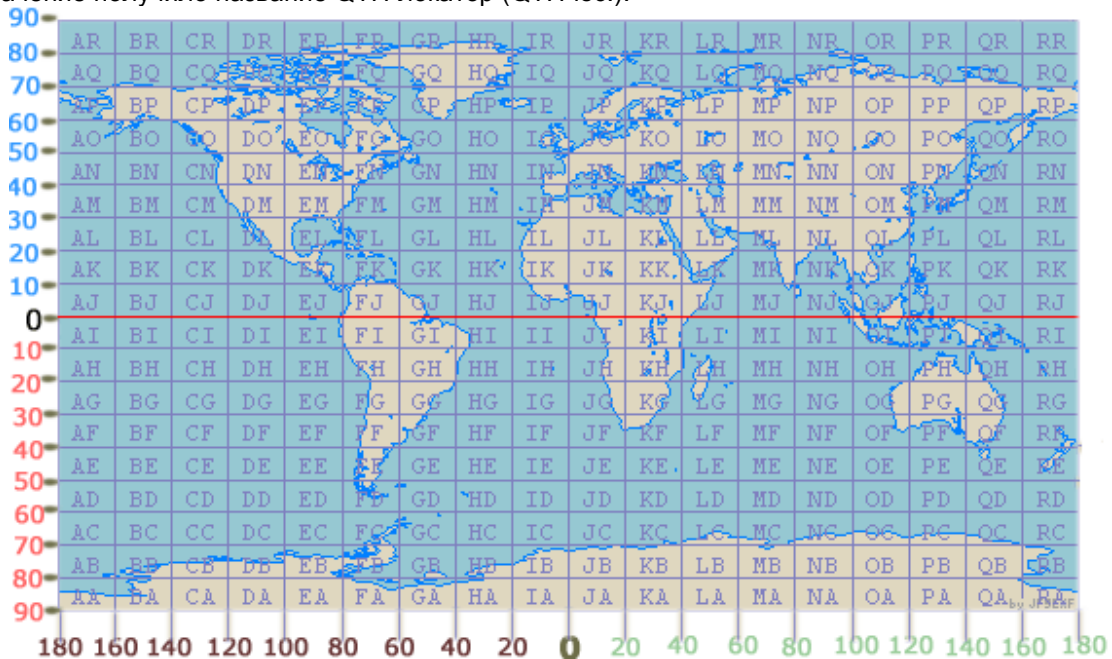 название QTH локатор (QTH loc.).
90 AR BR CR DR ER FR GR HR IR JR KR LR MR NR OR PR QR RR
80 AQ BQ CQ FQ GQ HQ IQ JQ KQ LQ MQ NQ OQ PQ QQ RQ
70 AP BP CP DP EP FP GP HP IP JP KP LP MP NP OP PP QP RP
60 AO BO CO DO EO FO GO HO IO JO KO LO MO NO OO PO QO RO
50 AN BN CN DN EN FN GN HN IN JN KN LN MN NN ON PN QN RN
40 AM BM CM DM EM FM GM HM IM JM KM LM MM NM OM PM QM RM
30 AL BL CL DL EL FL GL HL IL JL KL LL ML NL OL PL QL RL
20 AK BK CK DK EK FK GK HK IK JK KK LK MK NK OK PK QK RK
10 AJ BJ CJ DJ EJ FJ GJ HJ IJ JJ KJ LJ MJ NJ OJ PJ QJ RJ
0 AI BI CI DI EI FI GI HI II JI KI LI MI NI OI PI QI RI
10 AH BH CH DH EH FH GH HH IH JH KH LH MH NH OH PH QH RH
20 AG BG CG DG EG FG GG HG IG JG KG LG MG NG OG PG QG RG
30 AF BF CF DF EF FF GF HF IF JF KF LF MF NF OF PF QF RF
40 AE BE CE DE EE GE HE IE JE KE LE ME NE OE PE QE RE
50 AD BD CD DD ED FD GD HD ID JD KD LD MD ND OD PD QD RD
60 AC BC CC DC EC FC GC HC IC JC KC LC MC NC OC PC QC RC
70 AB BB CB DB EB FB GB HB IB JB KB LB MB NB OB PB QB RB
80 AA BA CA DA EA FA GA HA IA JA KA LA MA NA OA PA QA RA
90
180 160 140 120 100 80 60 40 20 0 20 40 60 80 100 120 140 160 180